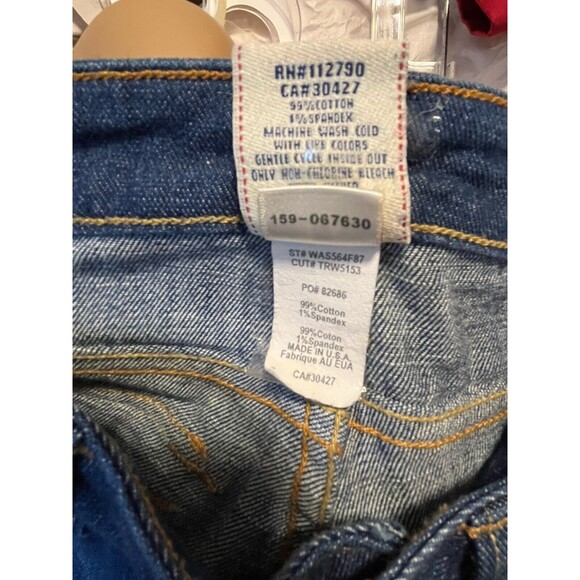 RN#112790
CA#30427
99%COTTON
1%SPANDEX
MACHINE WASH COLD
WITH LIKE COLORS
GENTLE CYCLE INSIDE OUT
ONLY NON-CHLORINE BLEACH
159-067630
ST# WAS564F87
CUT# TRW5153
PO# 82686
99%Cotton
1%Spandex
99%Coton
1%Spandex
MADE IN U.S.A
Fabrique AU EUA
CA#30427